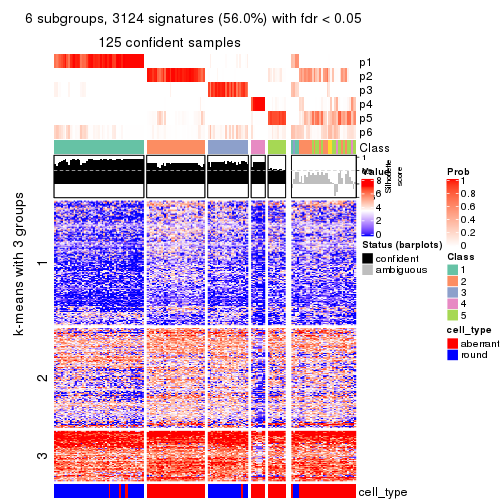 6 subgroups, 3124 signatures (56.0%) with fdr < 0.05
125 confident samples
p1
p2
p3
p4
p5
p6
Class
1
Silhouette
score
k-means with 3 groups
1
2
3
cell_type
Value
8
6
4
2
0
Status (barplots)
confident
ambiguous
Prob
1
0.8
0.6
0.4
0.2
0
Class
1
2
3
4
5
cell_type
aberrant
round